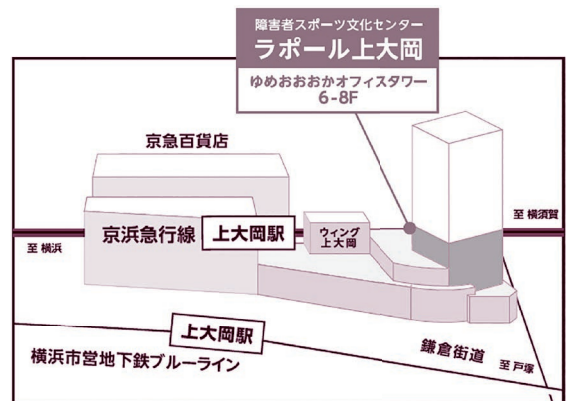 障害者スポーツ文化センター
ラポール上大岡
ゆめおおおかオフィスタワー
6-8F
京急百貨店
至 横須賀
京浜急行線
上大岡駅
ウィング
上大岡
至 横浜
上大岡駅
鎌倉街道
至 戸塚
横浜市営地下鉄ブルーライン